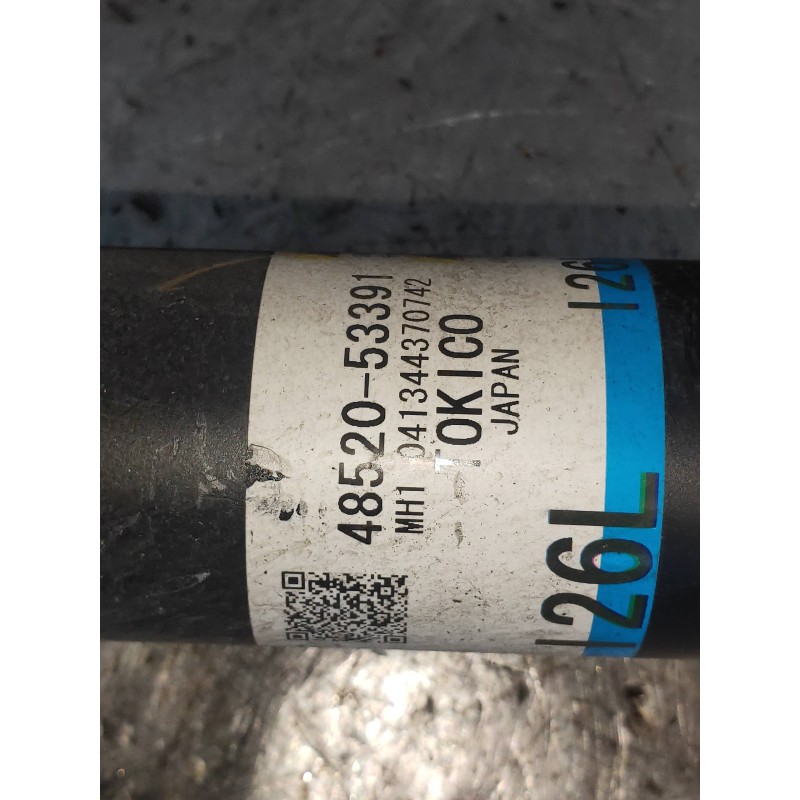 48520-53391
MH1 041344370742
TOKICO
JAPAN
I26L
I26